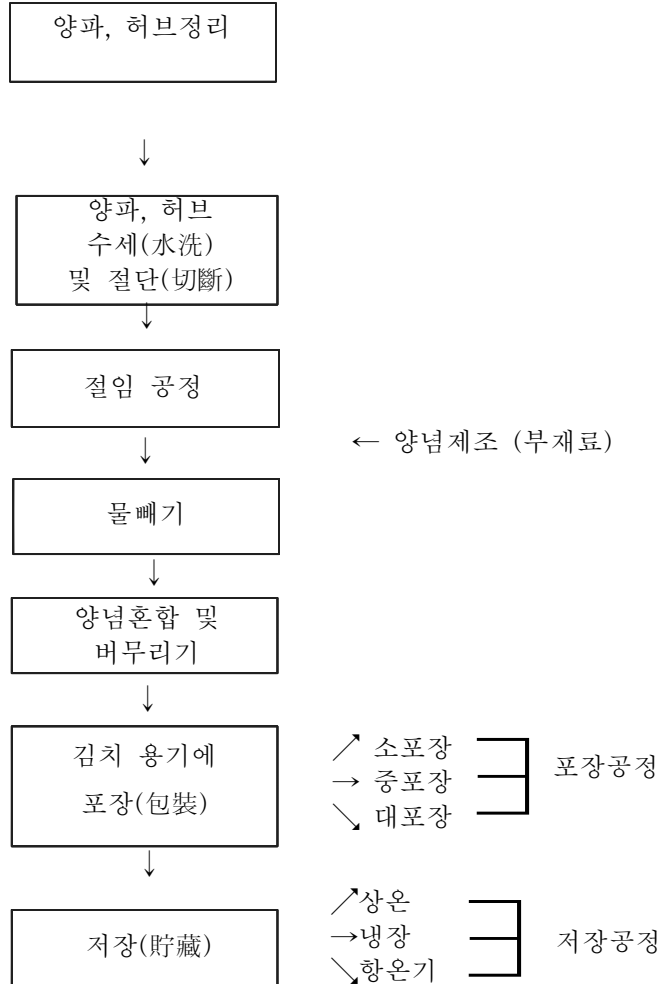 양파, 허브정리
↓
양파, 허브
수세(水洗)
및 절단(切斷)
↓
절임 공정
↓
← 양념제조 (부재료)
물빼기
↓
양념혼합 및
버무리기
↓
김치 용기에
포장(包裝)
↗ 소포장
→ 중포장
↘ 대포장
포장공정
↓
저장(貯藏)
↗상온
→냉장
↘항온기
저장공정